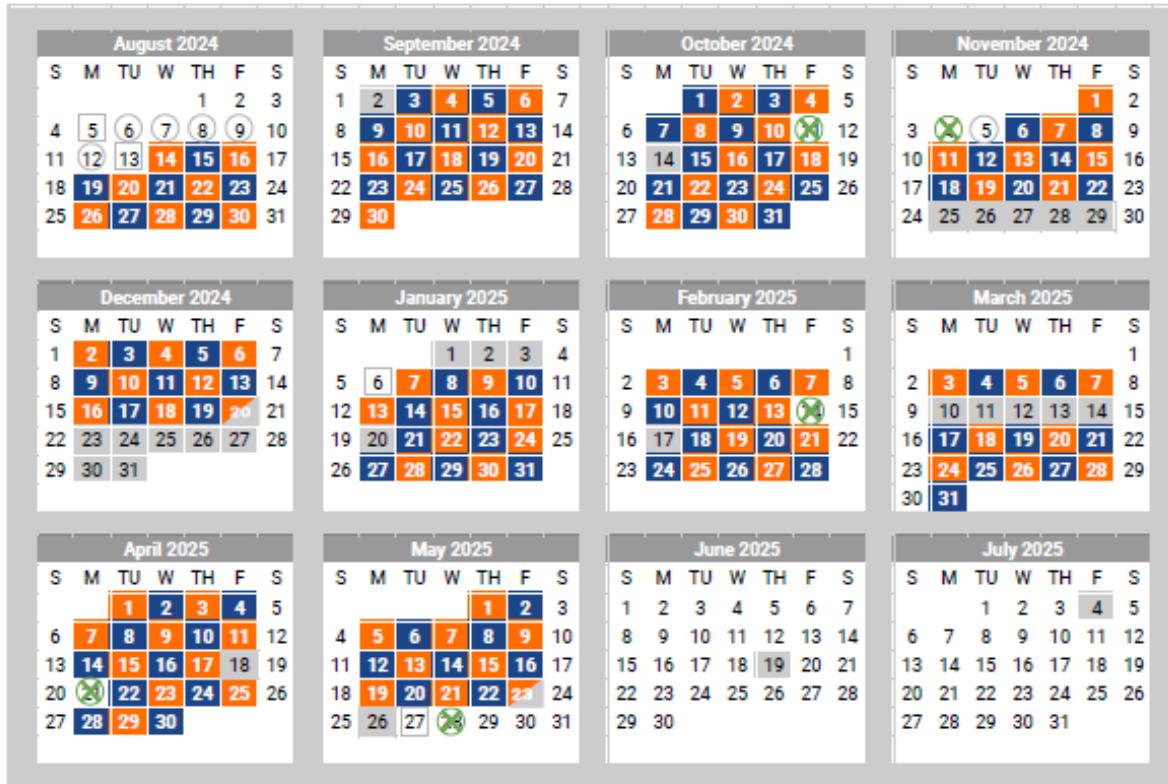 August 2024
S M TU W TH F S
1 2 3
4 5 6 7 8 9 10
11 12 13 14 15 16 17
18 19 20 21 22 23 24
25 26 27 28 29 30 31
September 2024
S M TU W TH F S
1 2 3 4 5 6 7
8 9 10 11 12 13 14
15 16 17 18 19 20 21
22 23 24 25 26 27 28
29 30
October 2024
S M TU W TH F S
1 2 3 4 5
6 7 8 9 10 11 12
13 14 15 16 17 18 19
20 21 22 23 24 25 26
27 28 29 30 31
November 2024
S M TU W TH F S
1 2
3 4 5 6 7 8 9
10 11 12 13 14 15 16
17 18 19 20 21 22 23
24 25 26 27 28 29 30
December 2024
S M TU W TH F S
1 2 3 4 5 6 7
8 9 10 11 12 13 14
15 16 17 18 19 20 21
22 23 24 25 26 27 28
29 30 31
January 2025
S M TU W TH F S
1 2 3 4
5 6 7 8 9 10 11
12 13 14 15 16 17 18
19 20 21 22 23 24 25
26 27 28 29 30 31
February 2025
S M TU W TH F S
1
2 3 4 5 6 7 8
9 10 11 12 13 14 15
16 17 18 19 20 21 22
23 24 25 26 27 28
March 2025
S M TU W TH F S
1
2 3 4 5 6 7 8
9 10 11 12 13 14 15
16 17 18 19 20 21 22
23 24 25 26 27 28 29
30 31
April 2025
S M TU W TH F S
1 2 3 4 5
6 7 8 9 10 11 12
13 14 15 16 17 18 19
20 21 22 23 24 25 26
27 28 29 30
May 2025
S M TU W TH F S
1 2 3
4 5 6 7 8 9 10
11 12 13 14 15 16 17
18 19 20 21 22 23 24
25 26 27 28 29 30 31
June 2025
S M TU W TH F S
1 2 3 4 5 6 7
8 9 10 11 12 13 14
15 16 17 18 19 20 21
22 23 24 25 26 27 28
29 30
July 2025
S M TU W TH F S
1 2 3 4 5
6 7 8 9 10 11 12
13 14 15 16 17 18 19
20 21 22 23 24 25 26
27 28 29 30 31